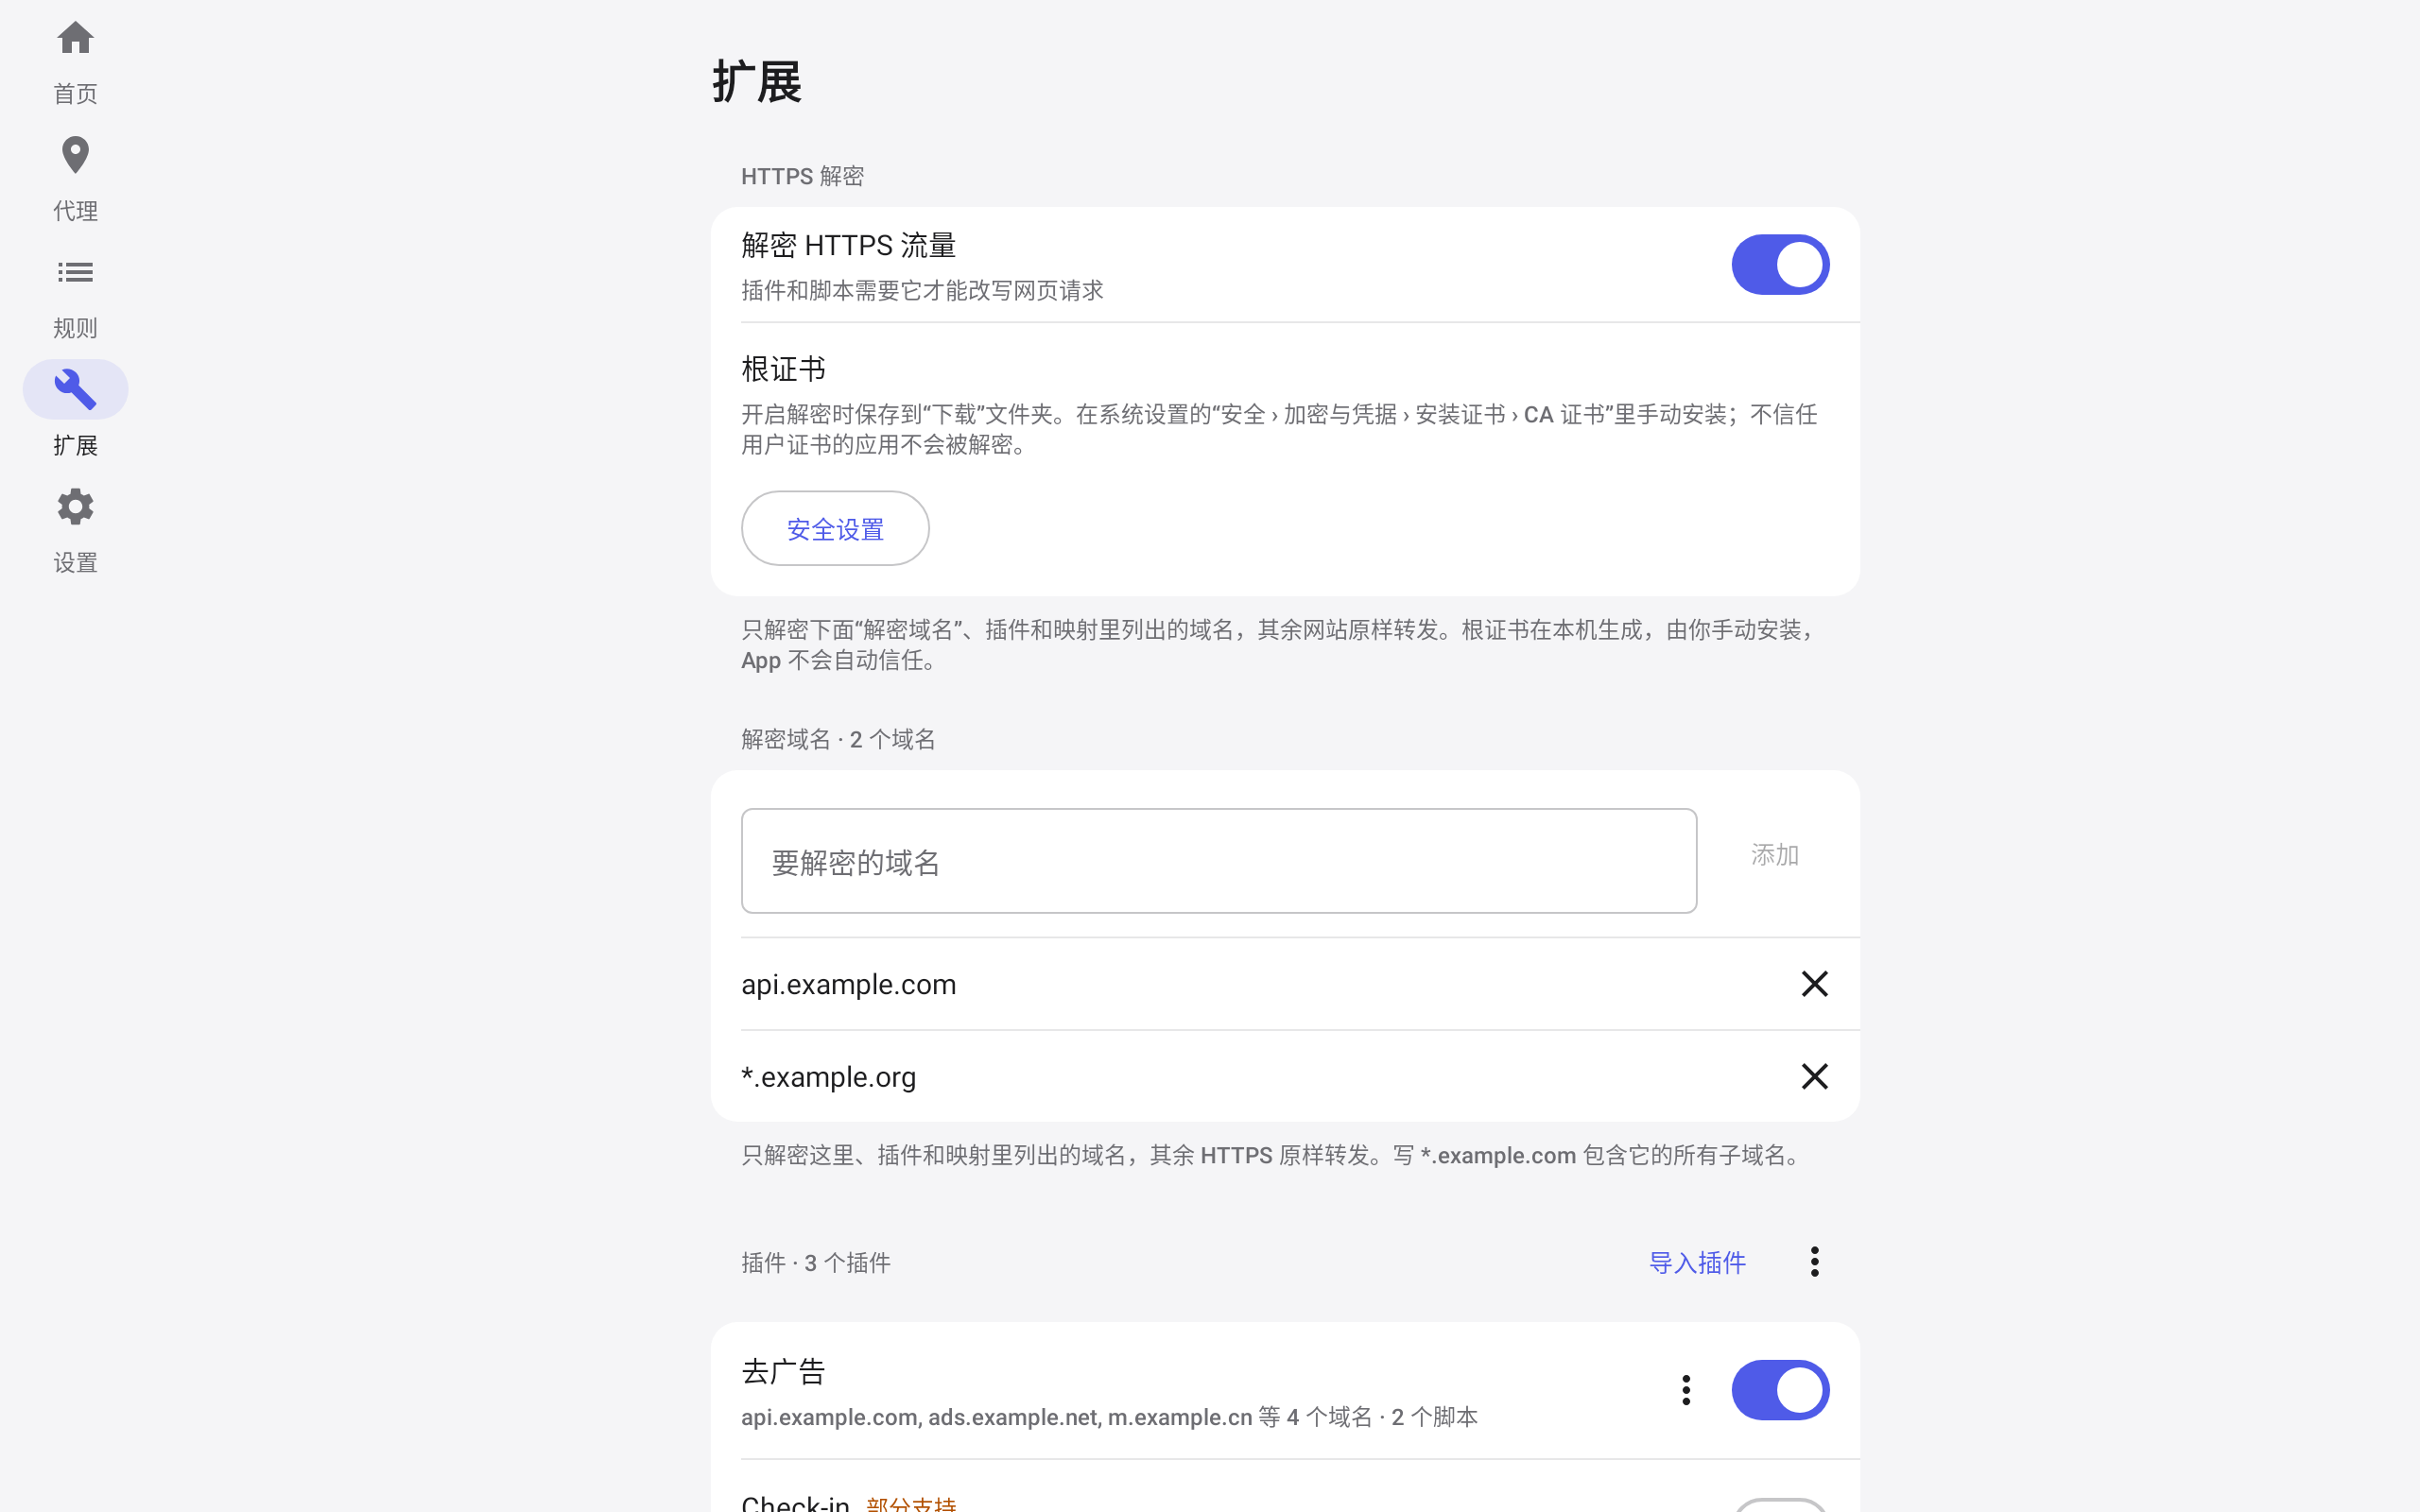 首页
代理
规则
扩展
设置
扩展
HTTPS 解密
解密 HTTPS 流量
插件和脚本需要它才能改写网页请求
根证书
开启解密时保存到“下载”文件夹。在系统设置的“安全 › 加密与凭据 › 安装证书 › CA 证书”里手动安装；不信任
用户证书的应用不会被解密。
安全设置
只解密下面“解密域名”、插件和映射里列出的域名，其余网站原样转发。根证书在本机生成，由你手动安装，
App 不会自动信任。
解密域名 · 2 个域名
要解密的域名
添加
api.example.com
*.example.org
只解密这里、插件和映射里列出的域名，其余 HTTPS 原样转发。写 *.example.com 包含它的所有子域名。
插件 · 3 个插件
导入插件
去广告
api.example.com, ads.example.net, m.example.cn 等 4 个域名 · 2 个脚本
Check-in 部分支持